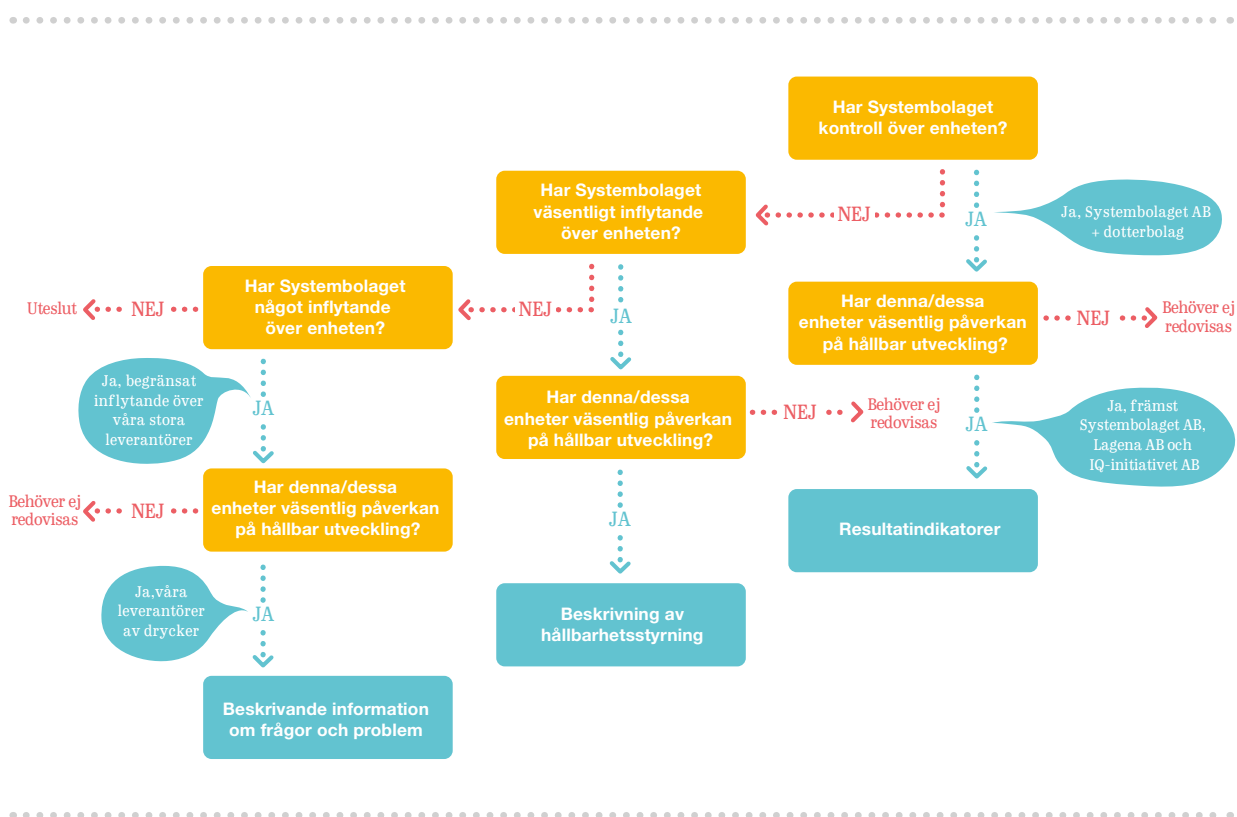 Har Systembolaget
kontroll över enheten?
Har Systembolaget
väsentligt inflytande
över enheten?
NEJ
JA
Ja, Systembolaget AB
+ dotterbolag
Har Systembolaget
något inflytande
över enheten?
Uteslut
NEJ
NEJ
JA
Har denna/dessa
enheter väsentlig påverkan
på hållbar utveckling?
NEJ
Behöver ej
redovisas
Ja, begränsat
inflytande över
våra stora
leverantörer
JA
Har denna/dessa
enheter väsentlig påverkan
på hållbar utveckling?
NEJ
Behöver ej
redovisas
JA
Ja, främst
Systembolaget AB,
Lagena AB och
IQ-initiativet AB
Behöver ej
redovisas
NEJ
Har denna/dessa
enheter väsentlig påverkan
på hållbar utveckling?
JA
Resultatindikatorer
Ja,våra
leverantörer
av drycker
JA
Beskrivning av
hållbarhetsstyrning
Beskrivande information
om frågor och problem